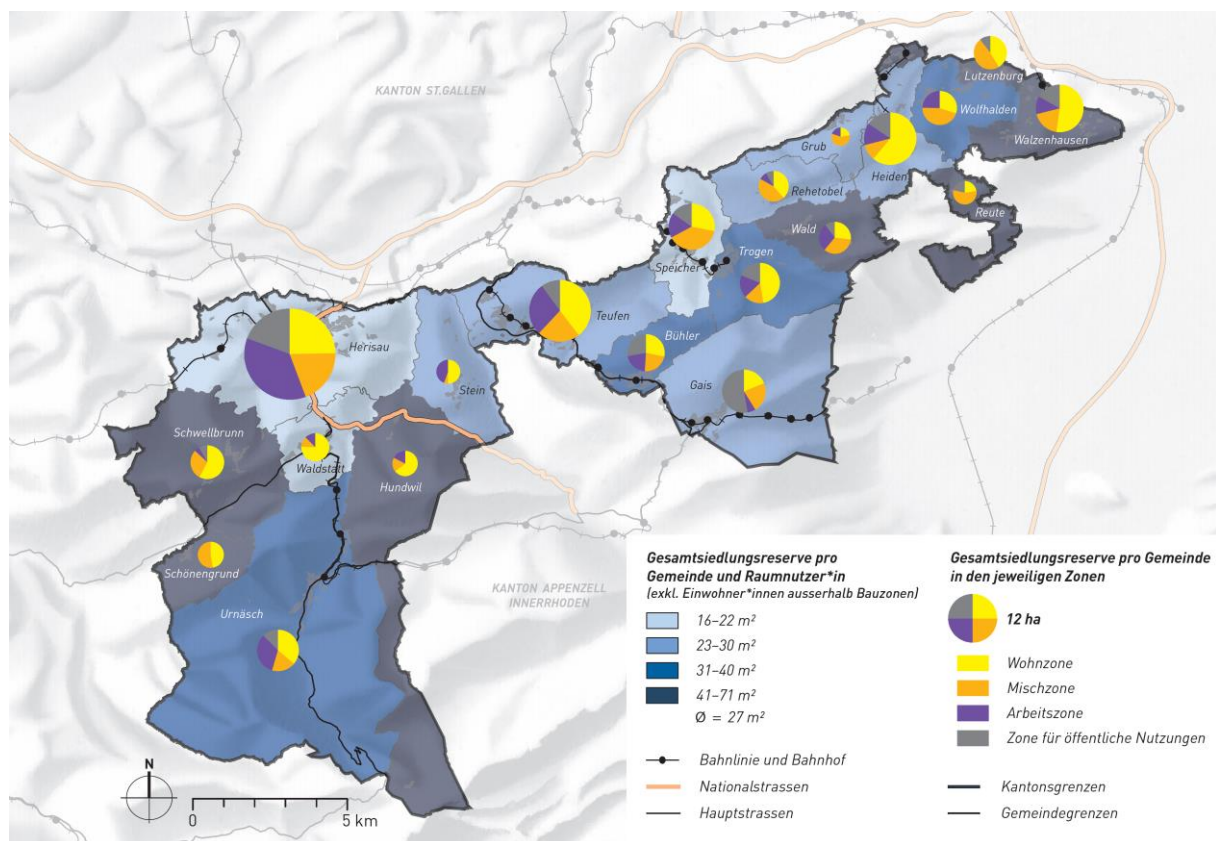 KANTON ST.GALLEN
Lutzenburg
Wolfhalden
Walzenhausen
Grub
Heiden
Rehetobel
Reute
Wald
Trogen
Speicher
Teufen
Bühler
Herisau
Stein
Gais
Schwellbrunn
Waldstatt
Hundwil
Schönengrund
KANTON APPENZELL
INNERRHODEN
Urnäsch
N
0 5 km
Gesamtsiedlungsreserve pro
Gemeinde und Raumnutzer*in
(exkl. Einwohner*innen ausserhalb Bauzonen)
16–22 m²
23–30 m²
31–40 m²
41–71 m²
Ø = 27 m²
Bahnlinie und Bahnhof
Nationalstrassen
Hauptstrassen
Gesamtsiedlungsreserve pro Gemeinde
in den jeweiligen Zonen
12 ha
Wohnzone
Mischzone
Arbeitszone
Zone für öffentliche Nutzungen
Kantonsgrenzen
Gemeindegrenzen